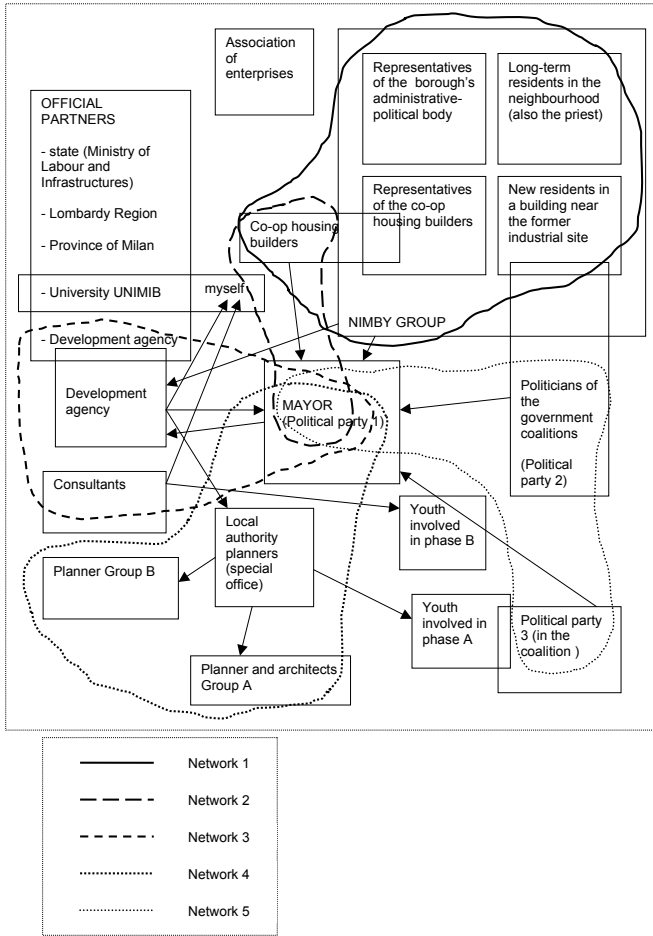 Association of
enterprises
Representatives
of the borough's
administrative-
political body
Long-term
residents in the
neighbourhood
(also the priest)
OFFICIAL
PARTNERS
- state (Ministry of
Labour and
Infrastructures)
- Lombardy Region
- Province of Milan
- University UNIMIB
- Development agency
Representatives
of the co-op
housing builders
New residents in
a building near
the former
industrial site
Co-op housing
builders
myself
NIMBY GROUP
Development
agency
MAYOR
(Political party 1)
Politicians of
the
government
coalitions
(Political
party 2)
Consultants
Local
authority
planners
(special
office)
Youth
involved
in phase B
Planner Group B
Youth
involved in
phase A
Political party
3 (in the
coalition )
Planner and architects
Group A
Network 1
Network 2
Network 3
Network 4
Network 5